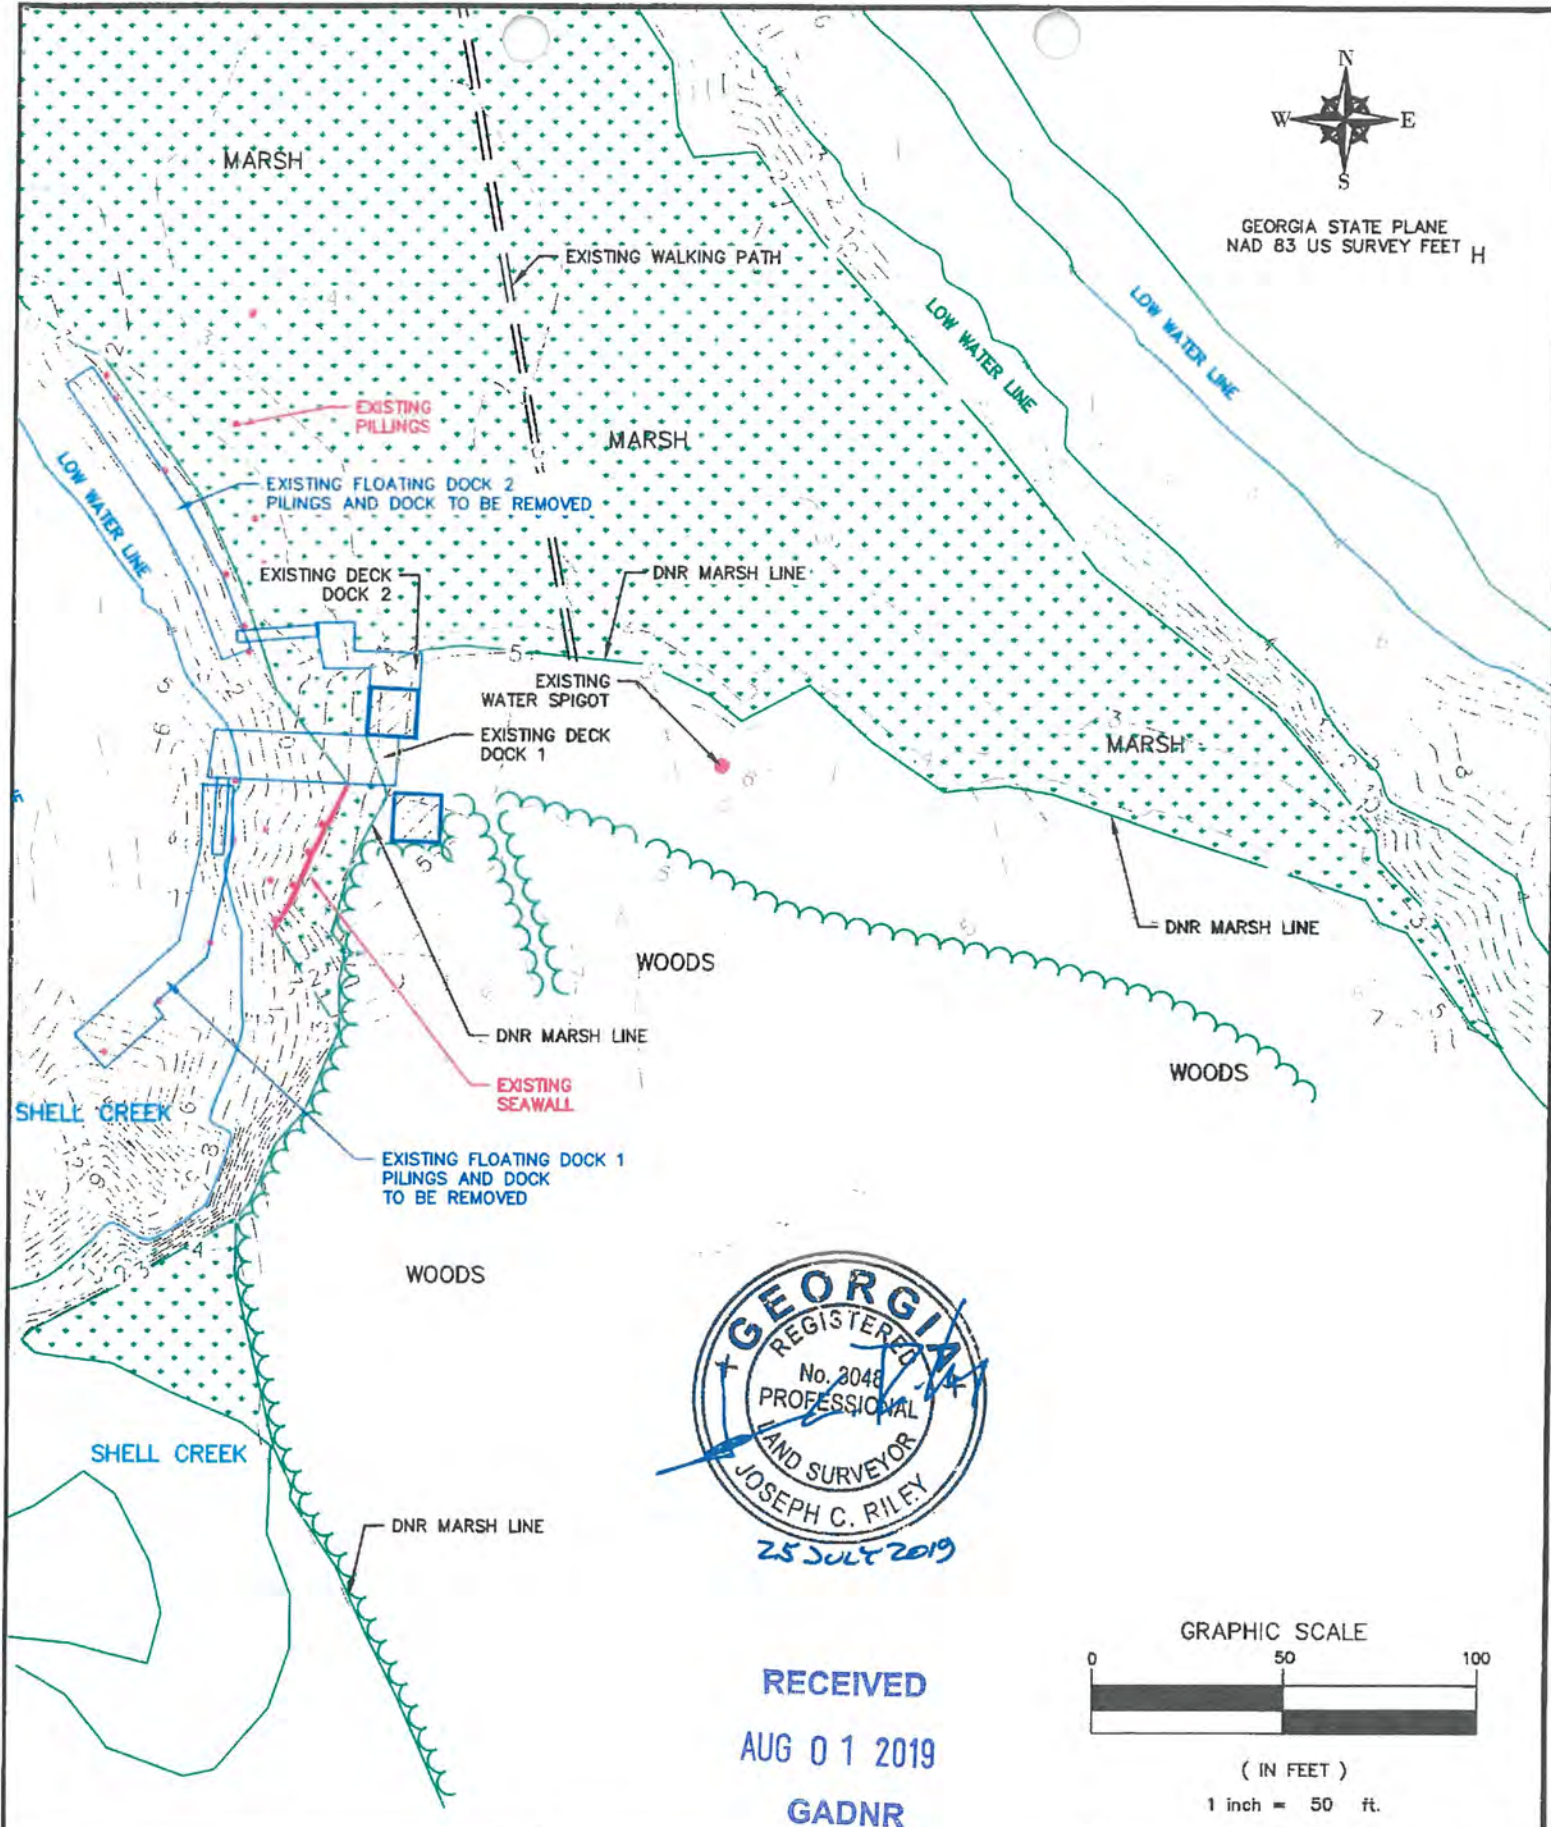 MARSH
N
W
E
S
GEORGIA STATE PLANE
NAD 83 US SURVEY FEET
H
EXISTING WALKING PATH
LOW WATER LINE
LOW WATER LINE
EXISTING
PILLINGS
MARSH
LOW WATER LINE
EXISTING FLOATING DOCK 2
PILINGS AND DOCK TO BE REMOVED
EXISTING DECK
DOCK 2
DNR MARSH LINE
5
EXISTING
WATER SPIGOT
EXISTING DECK
DOCK 1
MARSH
5
DNR MARSH LINE
WOODS
DNR MARSH LINE
WOODS
EXISTING
SEAWALL
SHELL CREEK
EXISTING FLOATING DOCK 1
PILINGS AND DOCK
TO BE REMOVED
WOODS
GEORGIA
REGISTERED
No. 3048
PROFESSIONAL
LAND SURVEYOR
JOSEPH C. RILEY
25 JULY 2019
SHELL CREEK
DNR MARSH LINE
RECEIVED
AUG 01 2019
GADNR
GRAPHIC SCALE
0 50 100
( IN FEET )
1 inch = 50 ft.